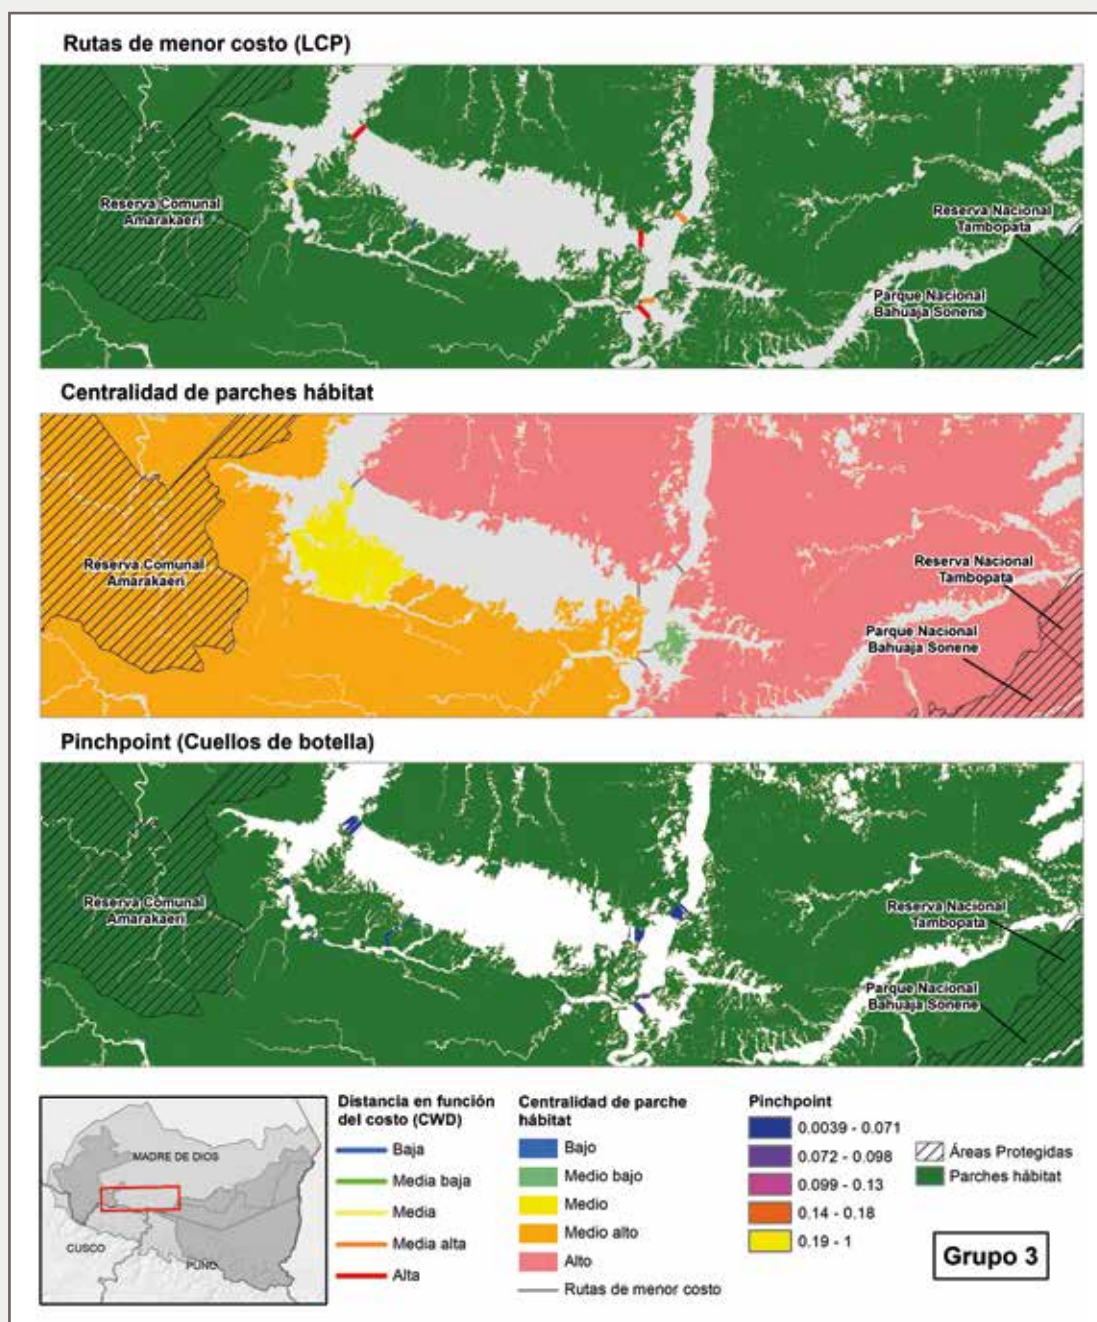 Rutas de menor costo (LCP)
Reserva Comunal
Amarakaeri
Reserva Nacional
Tambopata
Parque Nacional
Bahuaja Sonene
Centralidad de parches hábitat
Reserva Comunal
Amarakaeri
Reserva Nacional
Tambopata
Parque Nacional
Bahuaja Sonene
Pinchpoint (Cuellos de botella)
Reserva Comunal
Amarakaeri
Reserva Nacional
Tambopata
Parque Nacional
Bahuaja Sonene
MADRE DE DIOS
CUSCO
PUNO
Distancia en función
del costo (CWD)
Baja
Media baja
Media
Media alta
Alta
Centralidad de parche
hábitat
Bajo
Medio bajo
Medio
Medio alto
Alto
Rutas de menor costo
Pinchpoint
0.0039 - 0.071
0.072 - 0.098
0.099 - 0.13
0.14 - 0.18
0.19 - 1
Áreas Protegidas
Parches hábitat
Grupo 3